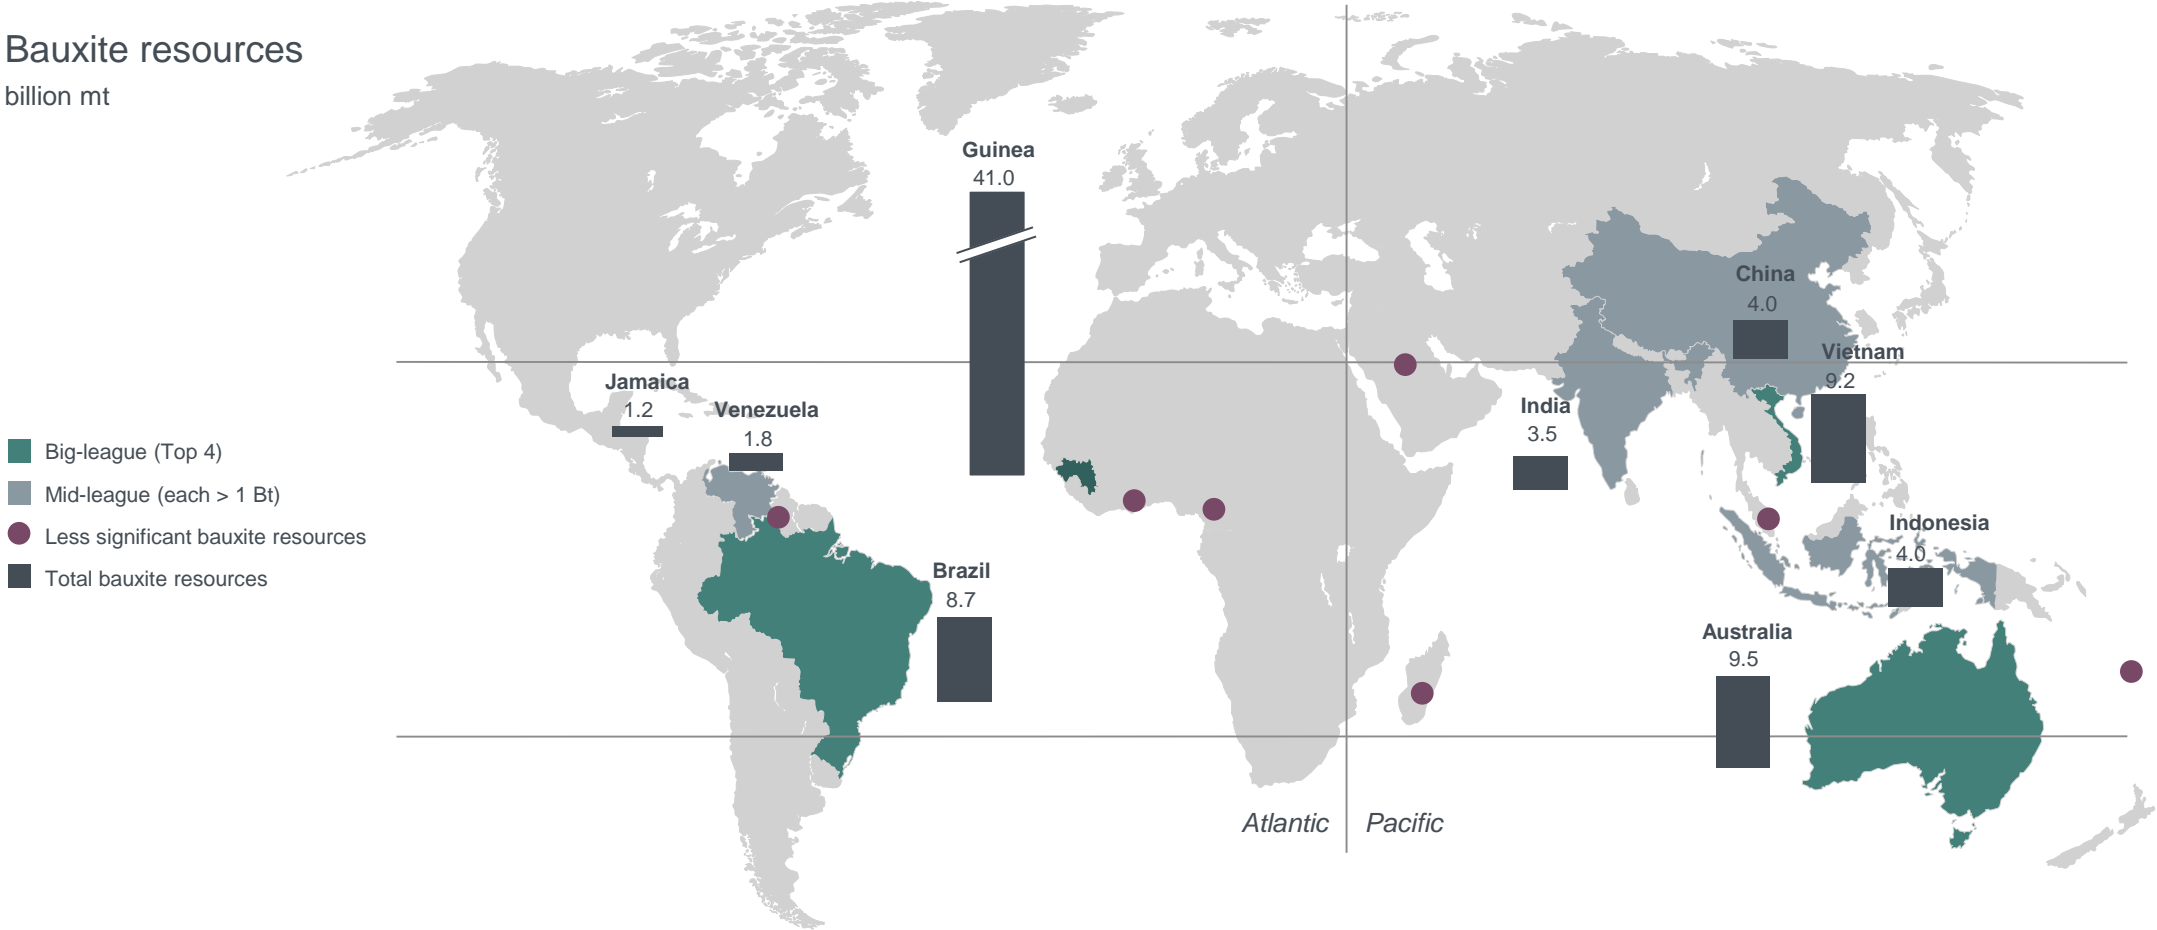 Bauxite resources
billion mt
Guinea
41.0
China
4.0
Vietnam
9.2
Jamaica
1.2
Venezuela
1.8
India
3.5
Big-league (Top 4)
Mid-league (each > 1 Bt)
Less significant bauxite resources
Total bauxite resources
Indonesia
4.0
Brazil
8.7
Australia
9.5
Atlantic
Pacific